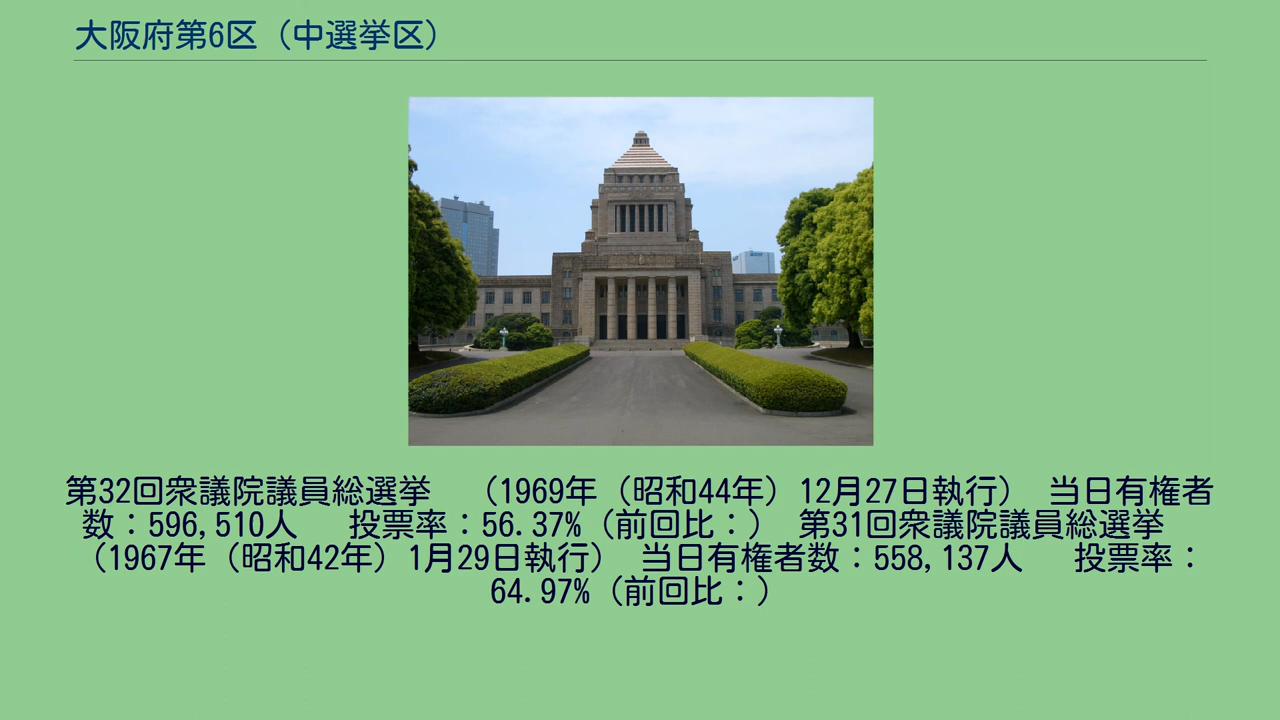 大阪府第6区（中選挙区）
第32回衆議院議員総選挙　（1969年（昭和44年）12月27日執行）　当日有権者
数：596,510人　 投票率：56.37%（前回比：）　第31回衆議院議員総選挙
（1967年（昭和42年）1月29日執行）　当日有権者数：558,137人　 投票率：
64.97%（前回比：）